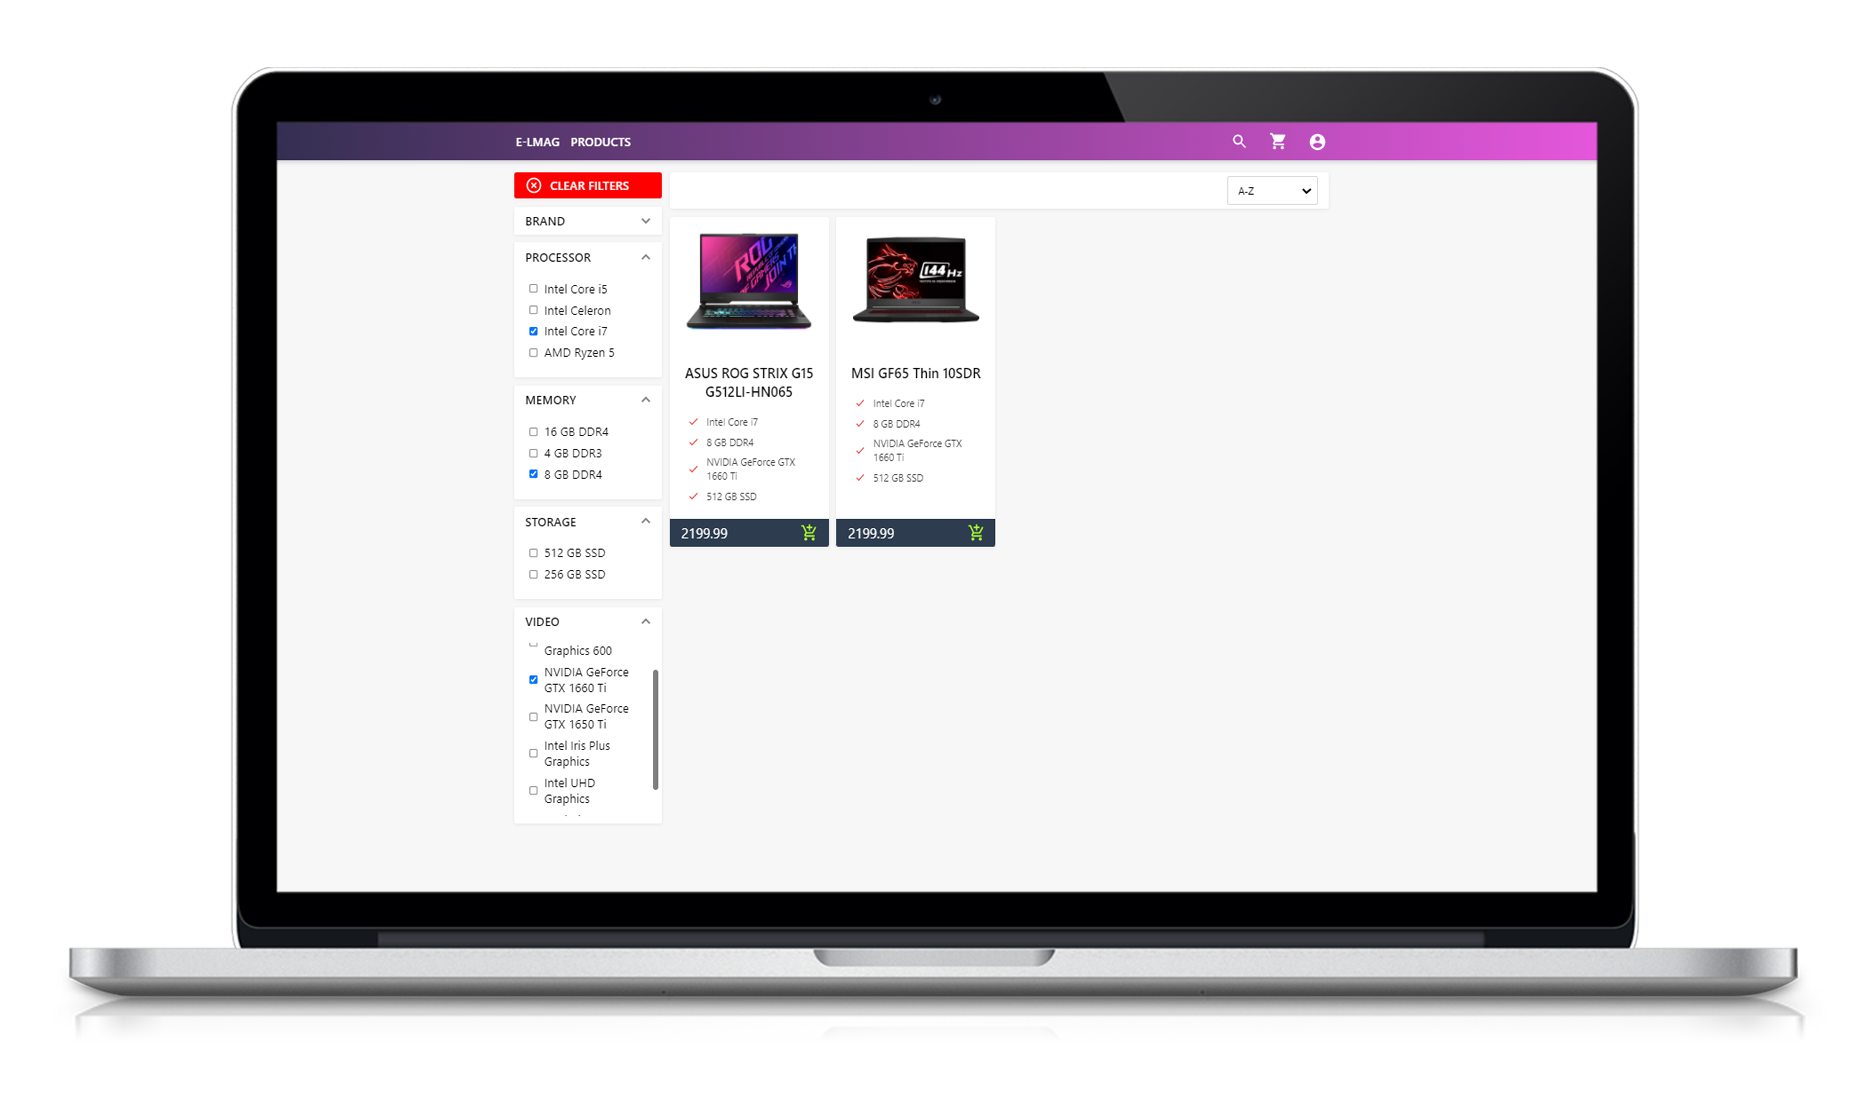 E-LMAG PRODUCTS
CLEAR FILTERS
A-Z
BRAND
PROCESSOR
Intel Core i5
Intel Celeron
Intel Core i7
AMD Ryzen 5
MEMORY
16 GB DDR4
4 GB DDR3
8 GB DDR4
STORAGE
512 GB SSD
256 GB SSD
VIDEO
Graphics 600
NVIDIA GeForce
GTX 1660 Ti
NVIDIA GeForce
GTX 1650 Ti
Intel Iris Plus
Graphics
Intel UHD
Graphics
ROG
JOIN TH
ASUS ROG STRIX G15
G512LI-HN065
Intel Core i7
8 GB DDR4
NVIDIA GeForce GTX
1660 Ti
512 GB SSD
2199.99
144 Hz
MSI GF65 Thin 10SDR
Intel Core i7
8 GB DDR4
NVIDIA GeForce GTX
1660 Ti
512 GB SSD
2199.99